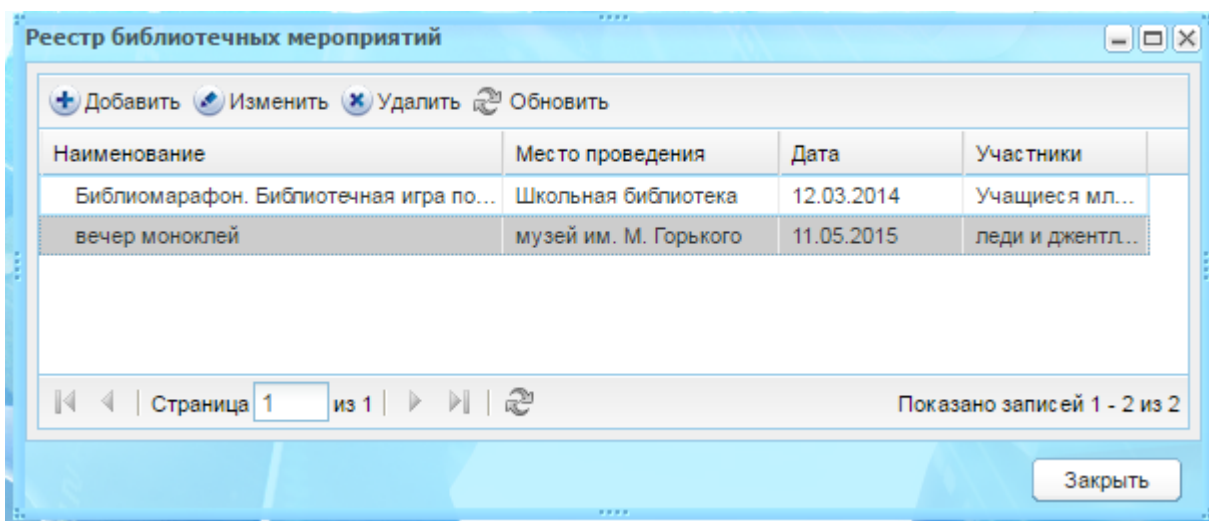 Реестр библиотечных мероприятий
Добавить Изменить Удалить Обновить
Наименование Место проведения Дата Участники
Библиомарафон. Библиотечная игра по... Школьная библиотека 12.03.2014 Учащиеся мл...
вечер моноклей музей им. М. Горького 11.05.2015 леди и джентл...
Страница 1 из 1 Показано записей 1 - 2 из 2
Закрыть